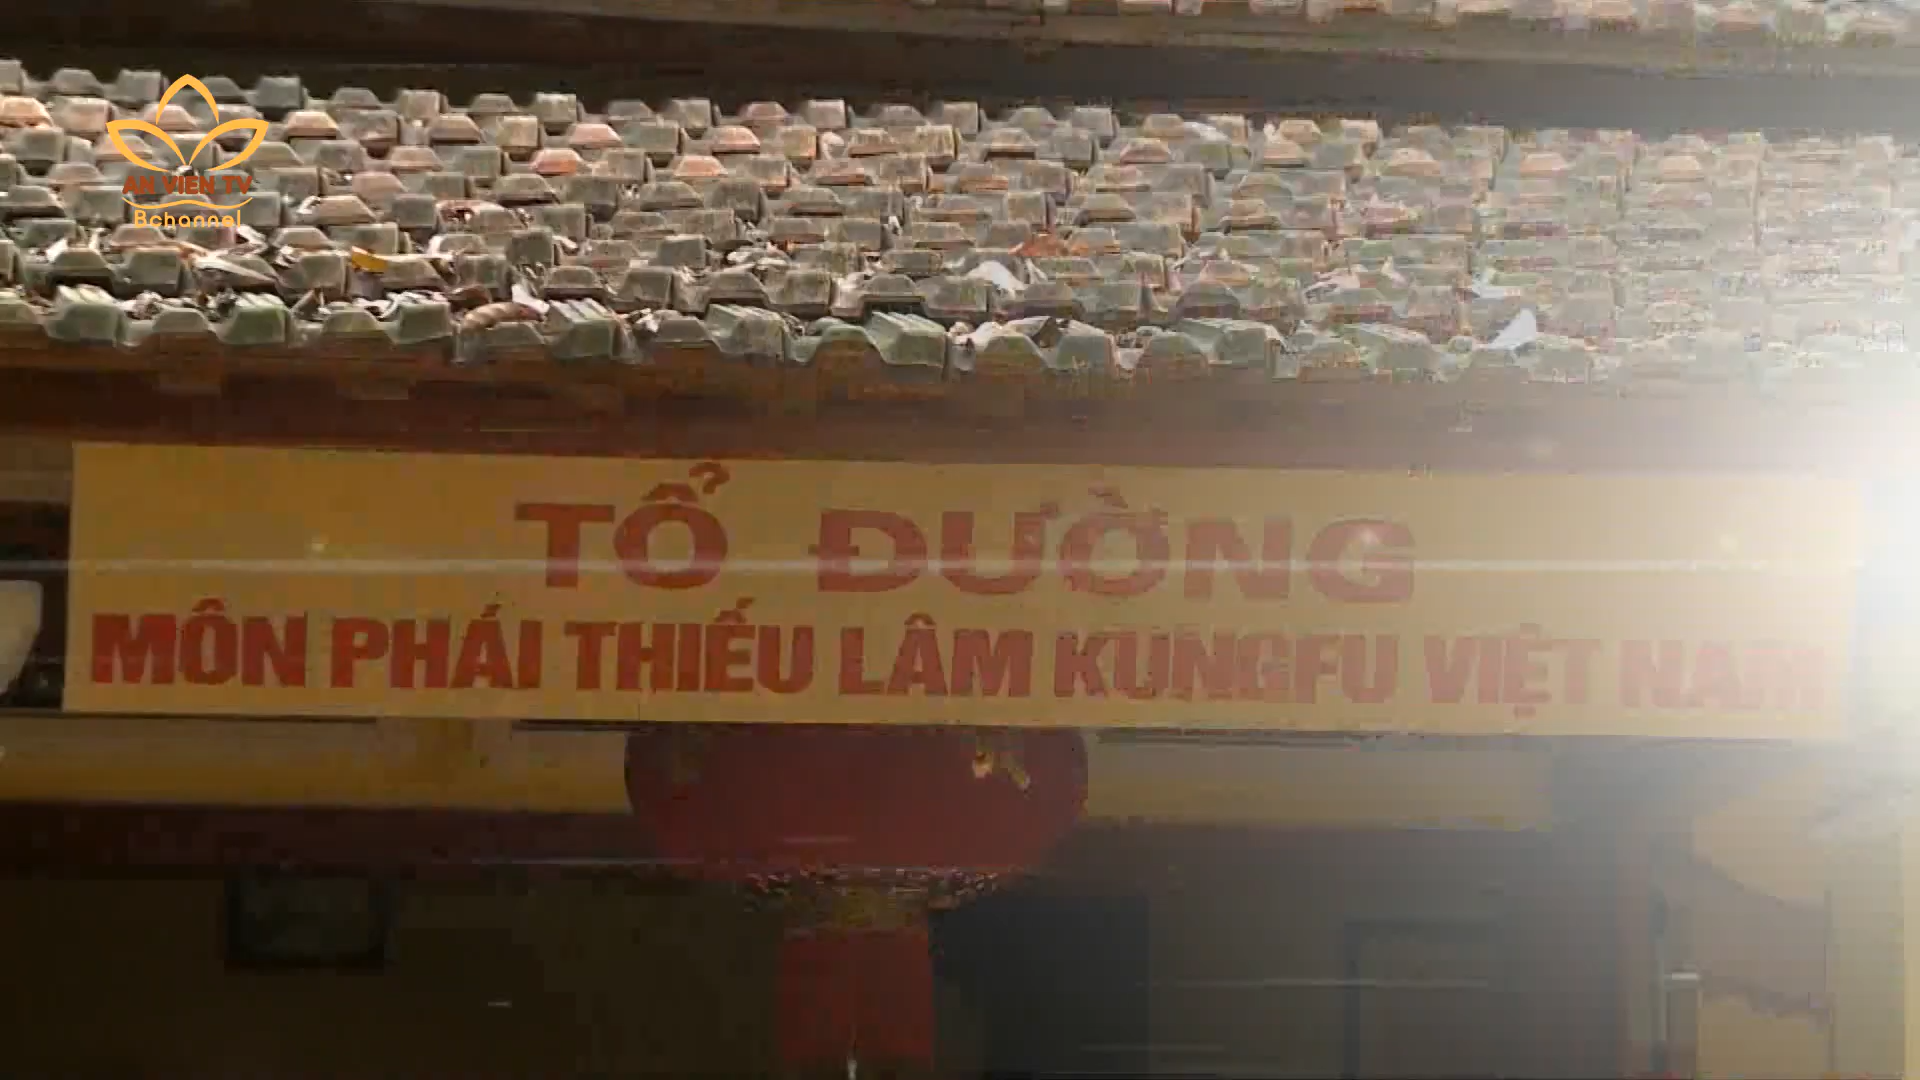 AN VIEN TV
Bchannel
TỔ ĐƯỜNG
MÔN PHÁI THIẾU LÂM KUNGFU VIỆT NAM